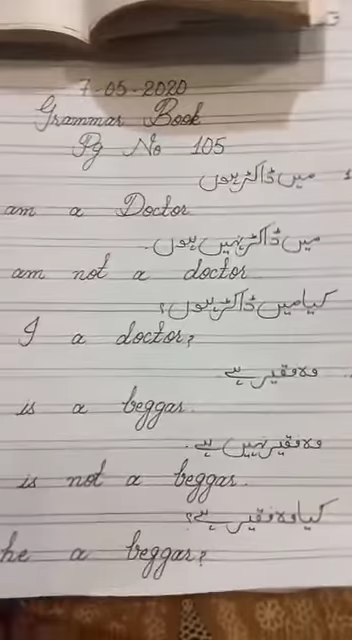 7-05-2020
Grammar Book
Pg No 105
میں ڈاکٹر ہوں
am a Doctor
میں ڈاکٹر نہیں ہوں۔
am not a doctor
کیا میں ڈاکٹر ہوں؟
I a doctor?
وہ فقیر ہے
is a beggar.
وہ فقیر نہیں ہے۔
is not a beggar.
کیا وہ فقیر ہے؟
he a beggar?